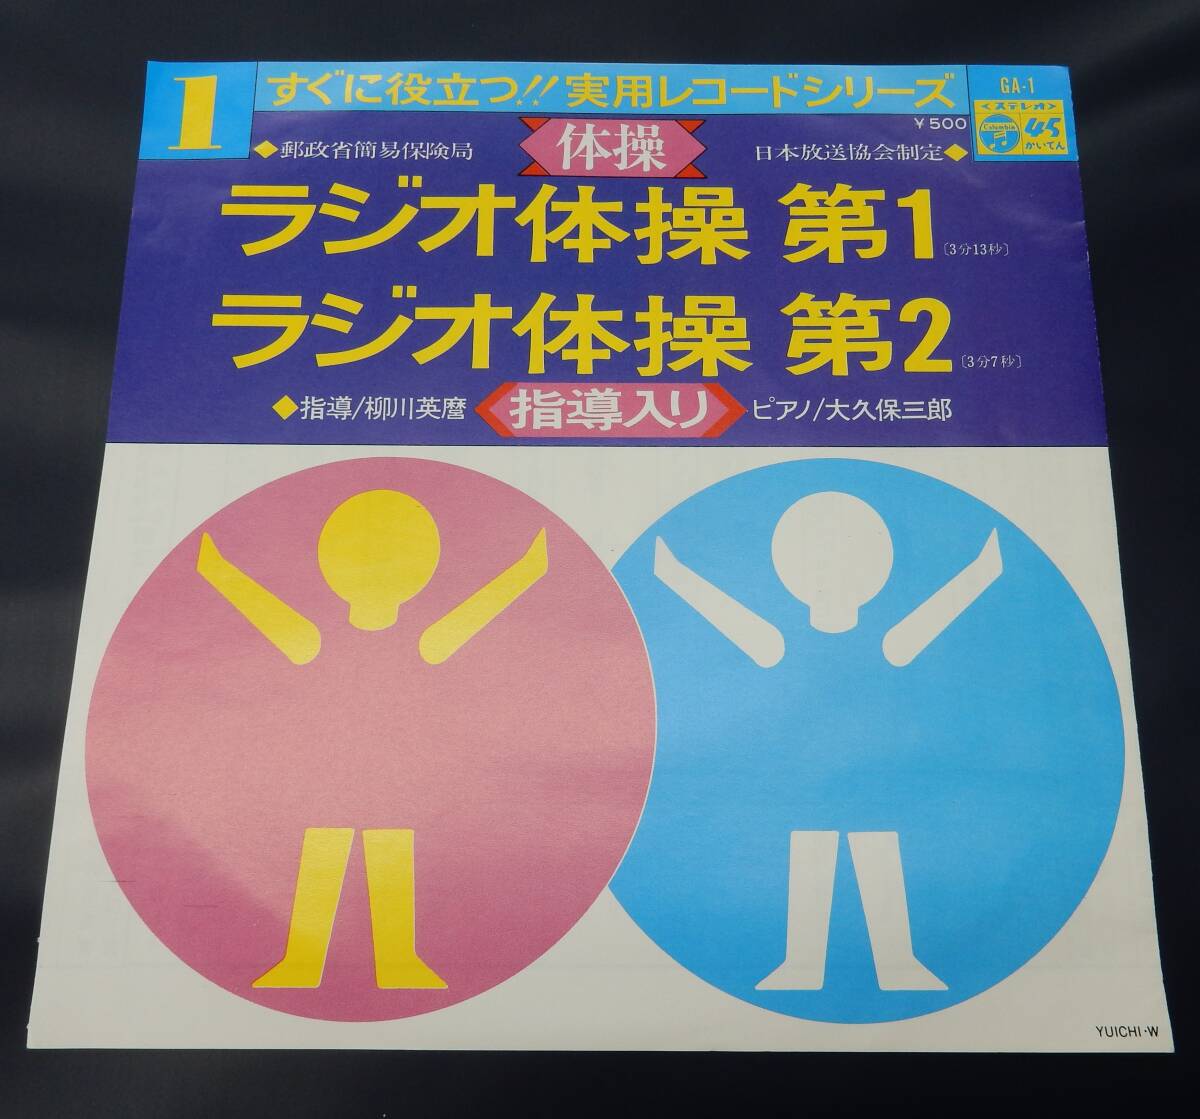 1
すぐに役立つ!!実用レコードシリーズ
GA-1
<ステレオ>
Columbia
45
かいてん
￥500
体操
◆郵政省簡易保険局
日本放送協会制定◆
ラジオ体操 第1〔3分13秒〕
ラジオ体操 第2〔3分7秒〕
◆指導/柳川英麿
指導入り
ピアノ/大久保三郎
YUICHI・W